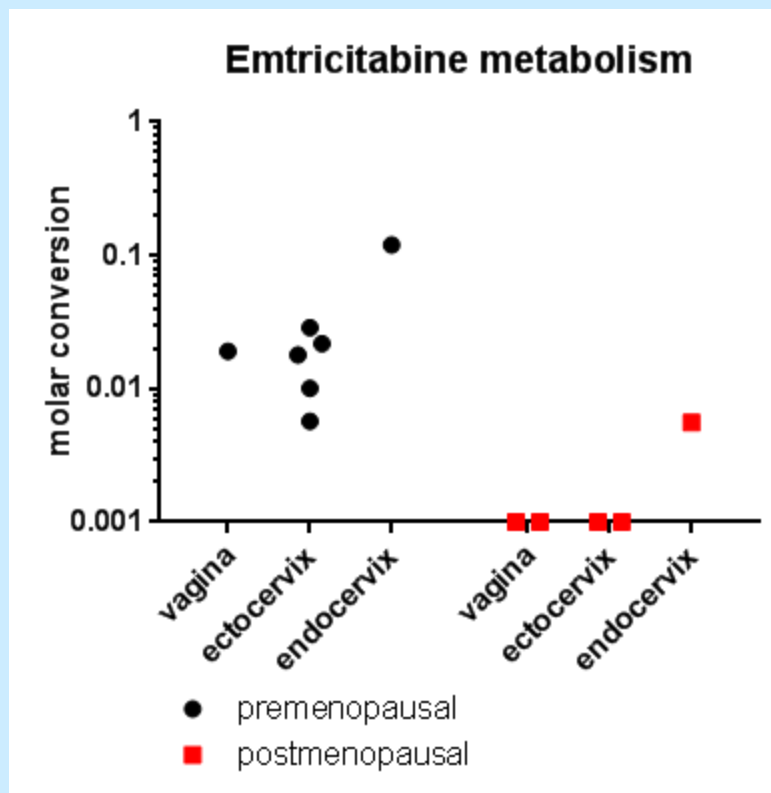 Emtricitabine metabolism
molar conversion
1
0.1
0.01
0.001
vagina
ectocervix
endocervix
vagina
ectocervix
endocervix
premenopausal
postmenopausal